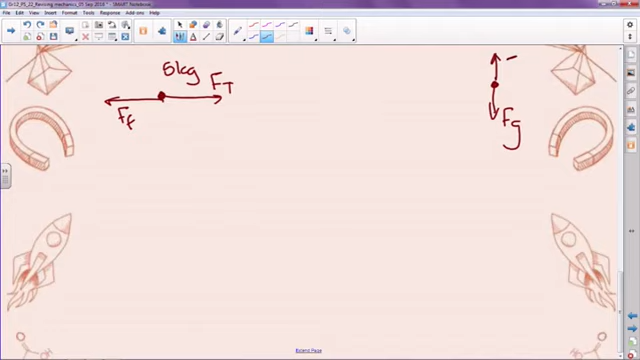 Gr12_PS_22_Revising mechanics_05 Sep 2018 * - SMART Notebook
File Edit View Insert Format Tools Add-ons Response Help
5kg
FT
Ff
Fg
Extend Page